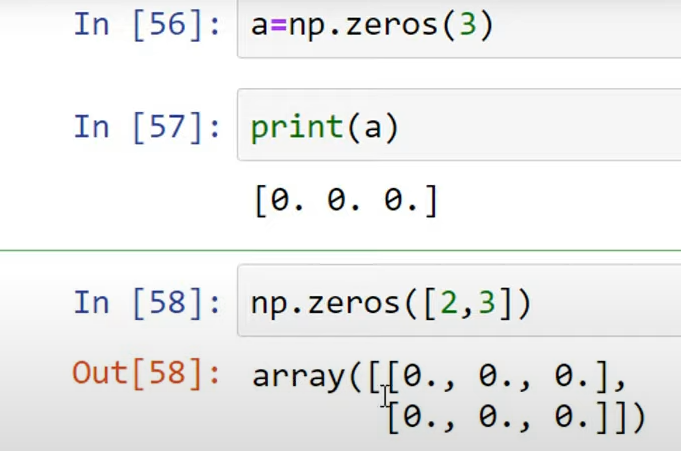 In [56]: a=np.zeros(3)
In [57]: print(a)
[0. 0. 0.]
In [58]: np.zeros([2,3])
Out[58]: array([[0., 0., 0.],
[0., 0., 0.]])